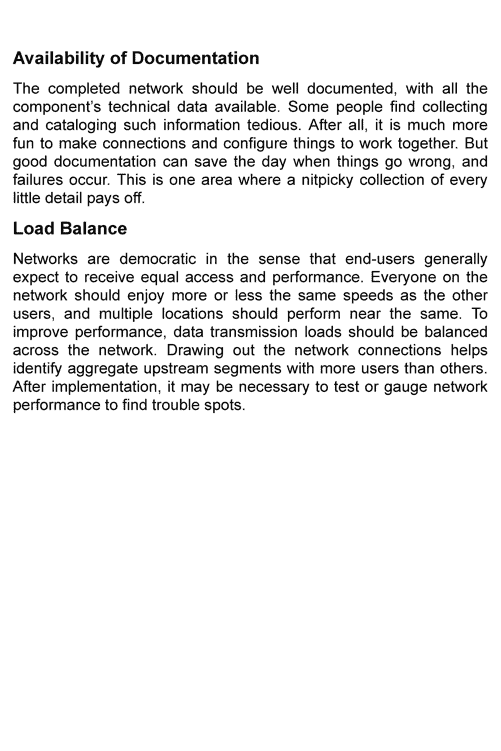 Availability of Documentation
The completed network should be well documented, with all the
component's technical data available. Some people find collecting
and cataloging such information tedious. After all, it is much more
fun to make connections and configure things to work together. But
good documentation can save the day when things go wrong, and
failures occur. This is one area where a nitpicky collection of every
little detail pays off.
Load Balance
Networks are democratic in the sense that end-users generally
expect to receive equal access and performance. Everyone on the
network should enjoy more or less the same speeds as the other
users, and multiple locations should perform near the same. To
improve performance, data transmission loads should be balanced
across the network. Drawing out the network connections helps
identify aggregate upstream segments with more users than others.
After implementation, it may be necessary to test or gauge network
performance to find trouble spots.